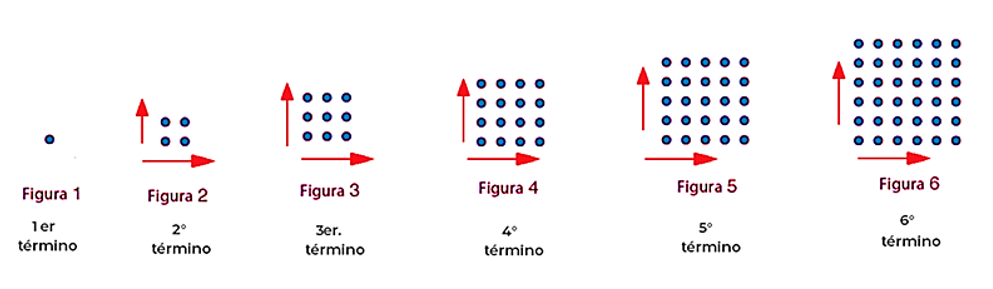 Figura 1
Figura 2
Figura 3
Figura 4
Figura 5
Figura 6
1er
término
2°
término
3er.
término
4°
término
5°
término
6°
término